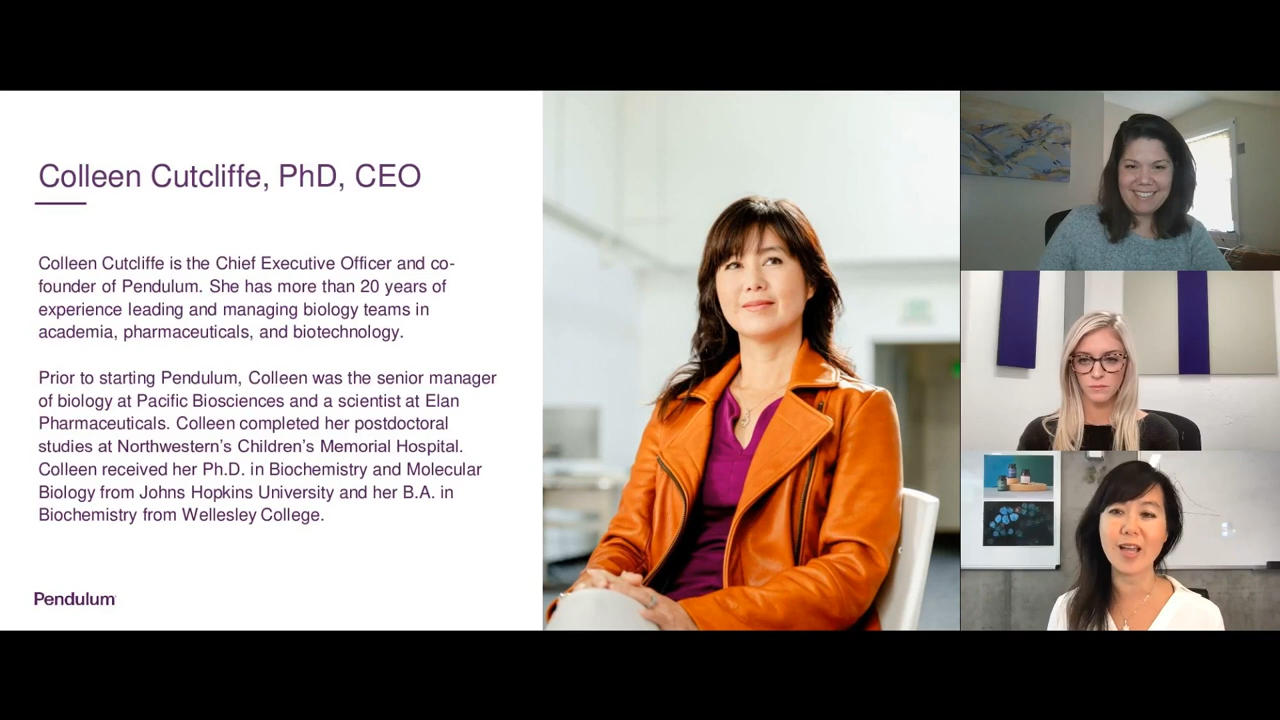 Colleen Cutcliffe, PhD, CEO
Colleen Cutcliffe is the Chief Executive Officer and co-
founder of Pendulum. She has more than 20 years of
experience leading and managing biology teams in
academia, pharmaceuticals, and biotechnology.
Prior to starting Pendulum, Colleen was the senior manager
of biology at Pacific Biosciences and a scientist at Elan
Pharmaceuticals. Colleen completed her postdoctoral
studies at Northwestern’s Children’s Memorial Hospital.
Colleen received her Ph.D. in Biochemistry and Molecular
Biology from Johns Hopkins University and her B.A. in
Biochemistry from Wellesley College.
Pendulum